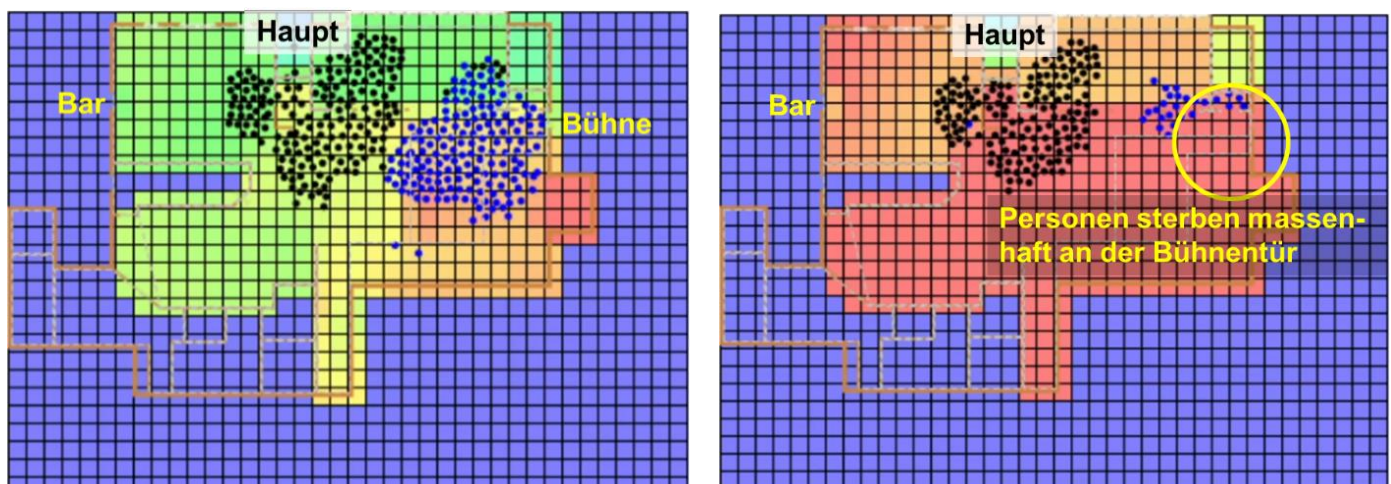 Haupt
Bar
Bühne
Haupt
Bar
Personen sterben massen-
haft an der Bühnentür